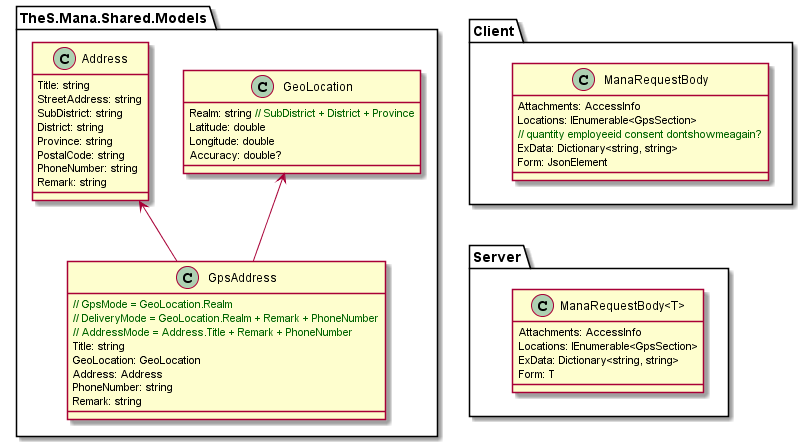 TheS.Mana.Shared.Models
C Address
Title: string
StreetAddress: string
SubDistrict: string
District: string
Province: string
PostalCode: string
PhoneNumber: string
Remark: string
C GeoLocation
Realm: string // SubDistrict + District + Province
Latitude: double
Longitude: double
Accuracy: double?
C GpsAddress
// GpsMode = GeoLocation.Realm
// DeliveryMode = GeoLocation.Realm + Remark + PhoneNumber
// AddressMode = Address.Title + Remark + PhoneNumber
Title: string
GeoLocation: GeoLocation
Address: Address
PhoneNumber: string
Remark: string
Client
C ManaRequestBody
Attachments: AccessInfo
Locations: IEnumerable<GpsSection>
// quantity employeeid consent dontshowmeagain?
ExData: Dictionary<string, string>
Form: JsonElement
Server
C ManaRequestBody<T>
Attachments: AccessInfo
Locations: IEnumerable<GpsSection>
ExData: Dictionary<string, string>
Form: T